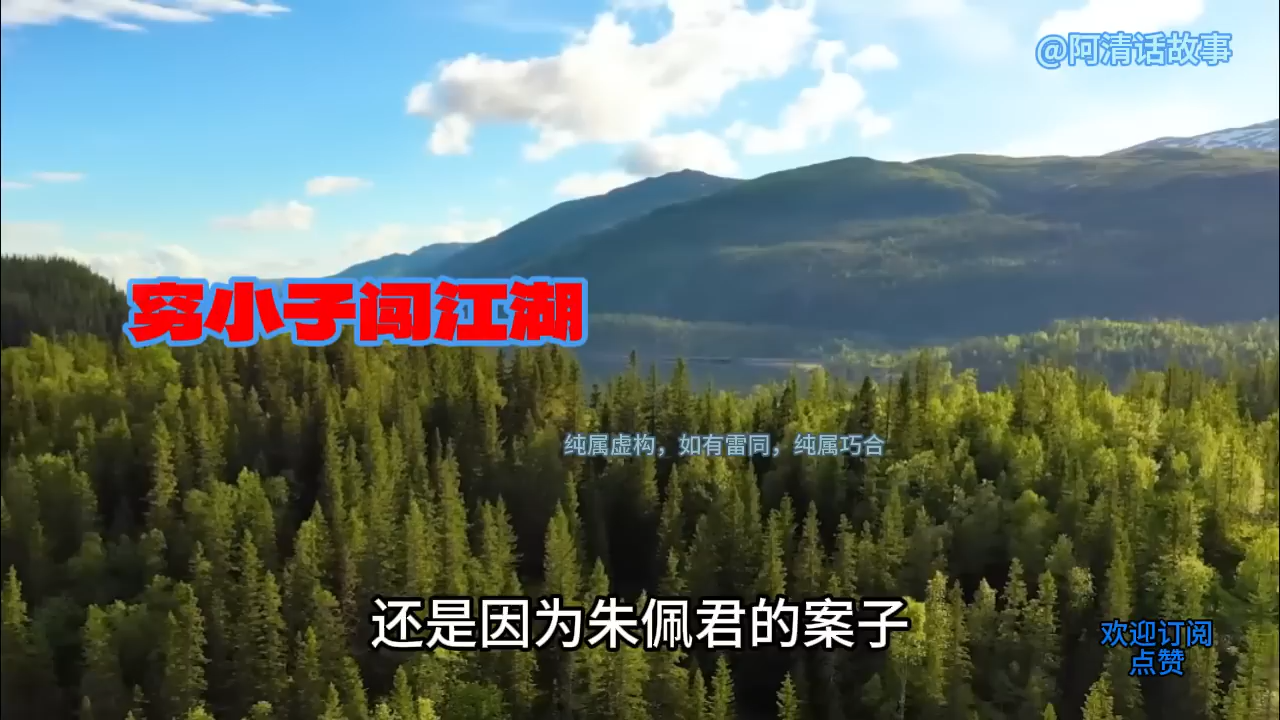 @阿清话故事
穷小子闯江湖
纯属虚构，如有雷同，纯属巧合
还是因为朱佩君的案子
欢迎订阅
点赞